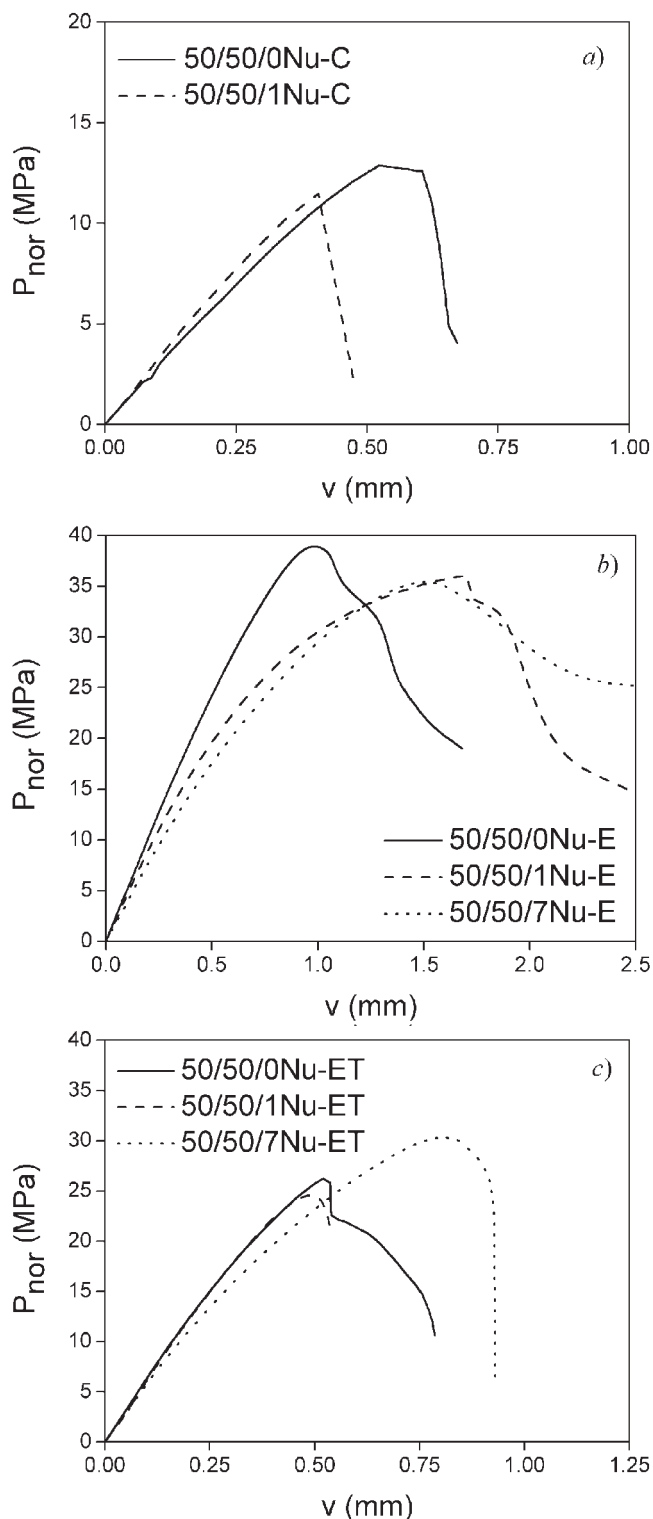 20
15
10
5
0
P_nor (MPa)
50/50/0Nu-C
50/50/1Nu-C
a)
0.00 0.25 0.50 0.75 1.00
v (mm)
40
35
30
25
20
15
10
5
0
P_nor (MPa)
b)
50/50/0Nu-E
50/50/1Nu-E
50/50/7Nu-E
0.0 0.5 1.0 1.5 2.0 2.5
v (mm)
40
35
30
25
20
15
10
5
0
P_nor (MPa)
50/50/0Nu-ET
50/50/1Nu-ET
50/50/7Nu-ET
c)
0.00 0.25 0.50 0.75 1.00 1.25
v (mm)